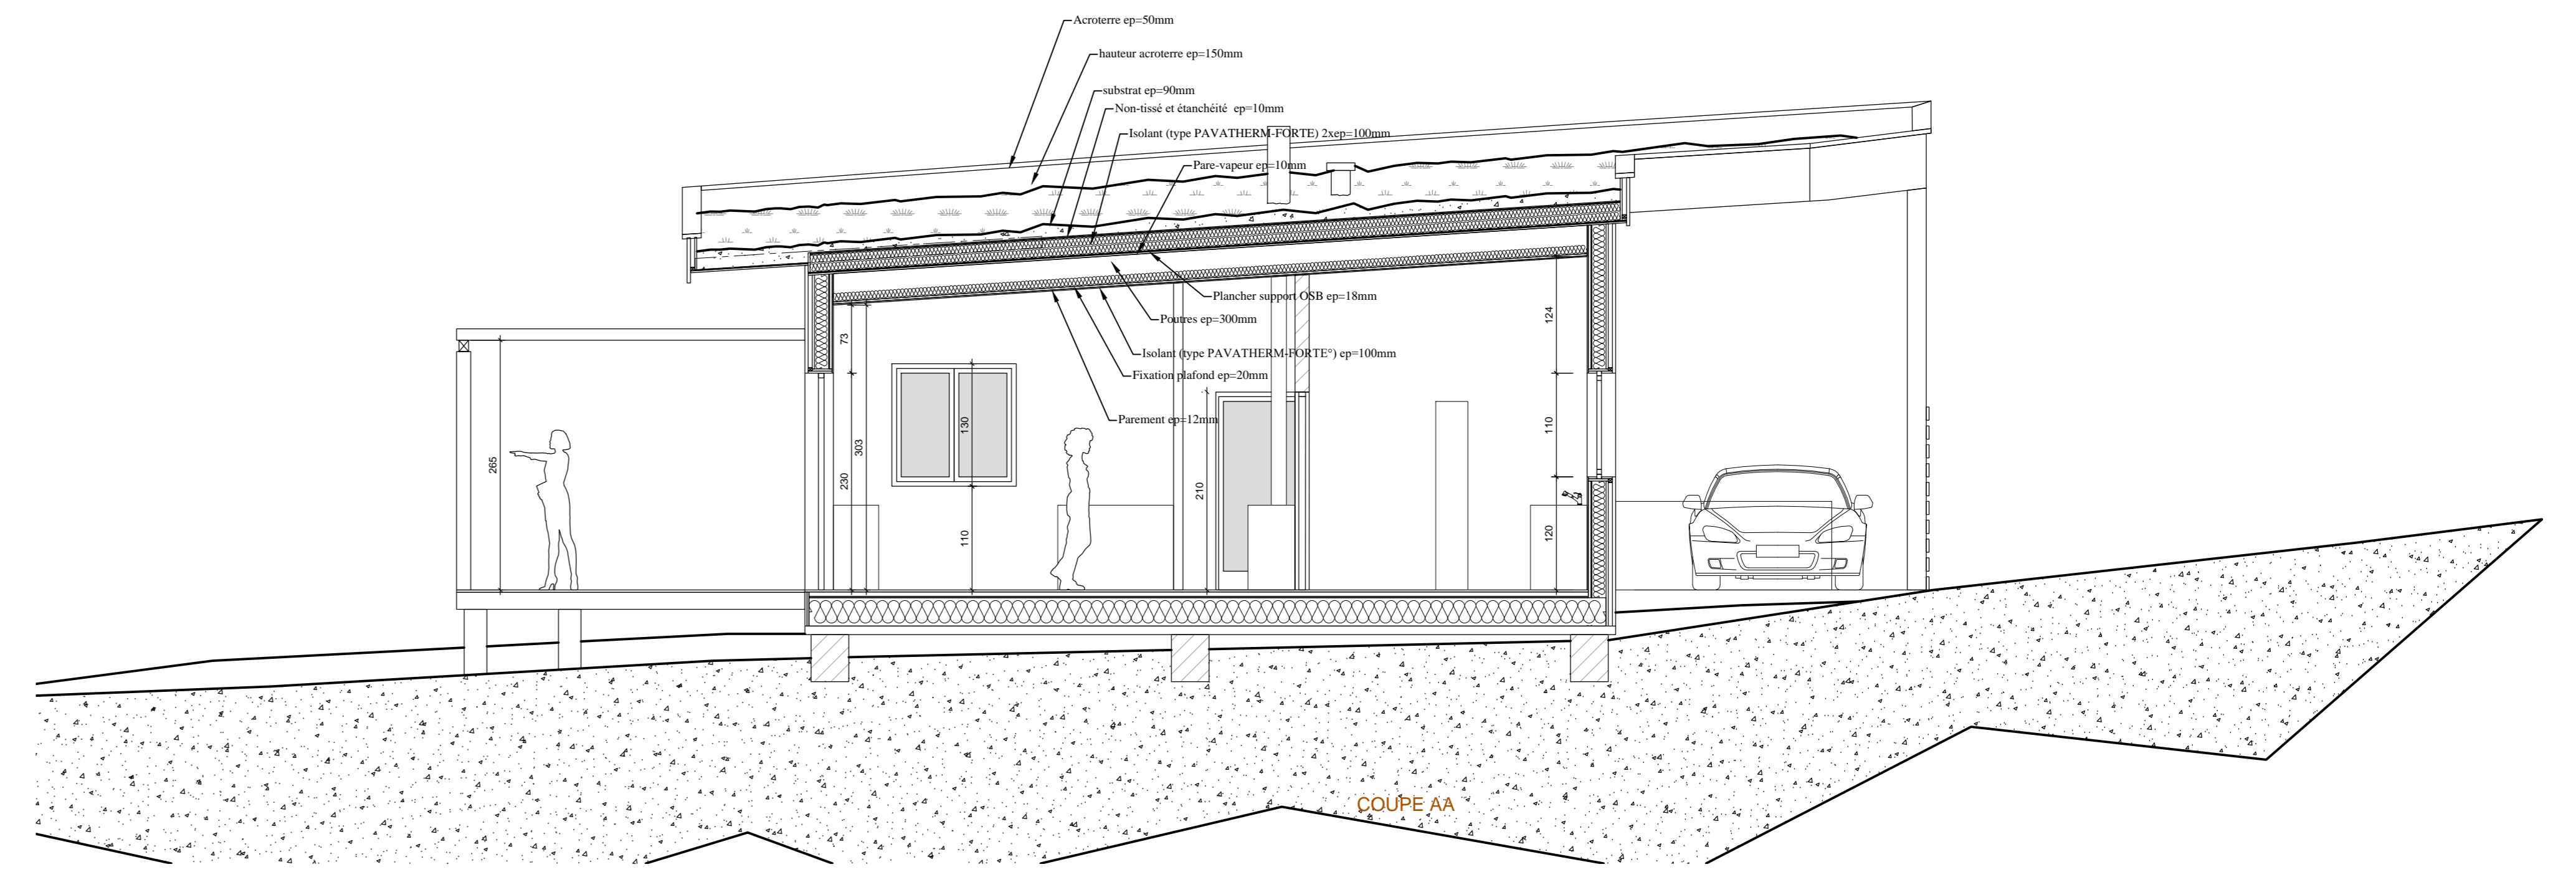 Acroterre ep=50mm
hauteur acroterre ep=150mm
substrat ep=90mm
Non-tissé et étanchéité ep=10mm
Isolant (type PAVATHERM-FORTE) 2xep=100mm
Pare-vapeur ep=10mm
Plancher support OSB ep=18mm
Poutres ep=300mm
Isolant (type PAVATHERM-FORTE°) ep=100mm
Fixation plafond ep=20mm
Parement ep=12mm
265
73
230
303
130
110
210
124
110
120
COUPE AA